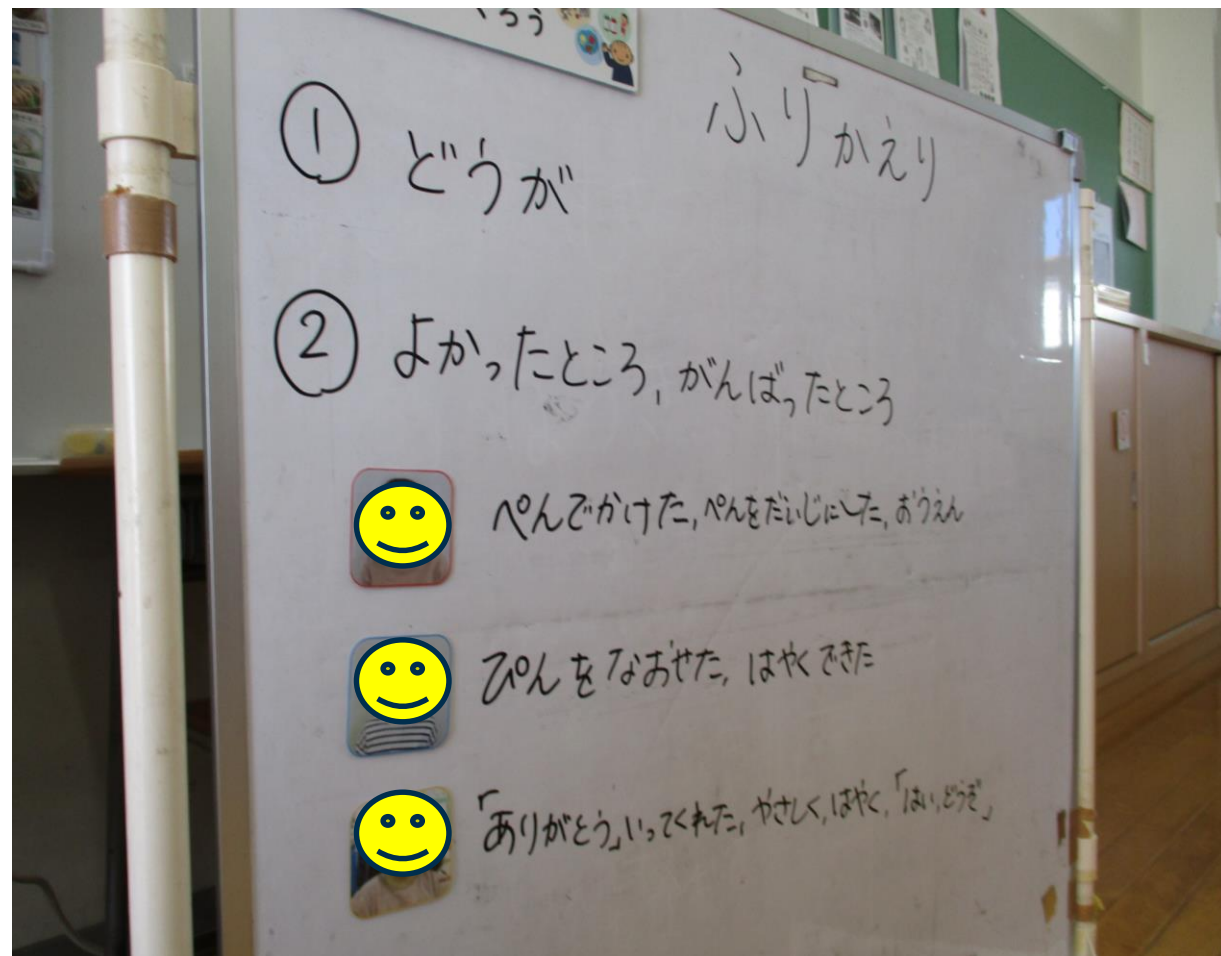 くろう
ふりかえり
① どうが
② よかったところ, がんばったところ
ぺんでかけた, ぺんをだいじにした, おうえん
ぴんをなおせた, はやくできた
「ありがとう」いってくれた, やさしく, はやく, 「はい, どうぞ」